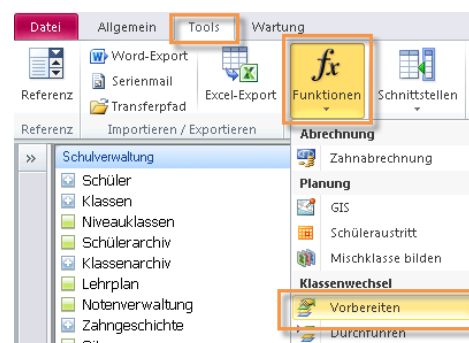 Datei Allgemein Tools Wartung
Word-Export
Serienmail
Transferpfad
Referenz Excel-Export Funktionen Schnittstellen
Referenz Importieren / Exportieren
Abrechnung
Zahnabrechnung
Planung
GIS
Schüleraustritt
Mischklasse bilden
Klassenwechsel
Vorbereiten
Durchführen
» Schulverwaltung
Schüler
Klassen
Niveauklassen
Schülerarchiv
Klassenarchiv
Lehrplan
Notenverwaltung
Zahngeschichte